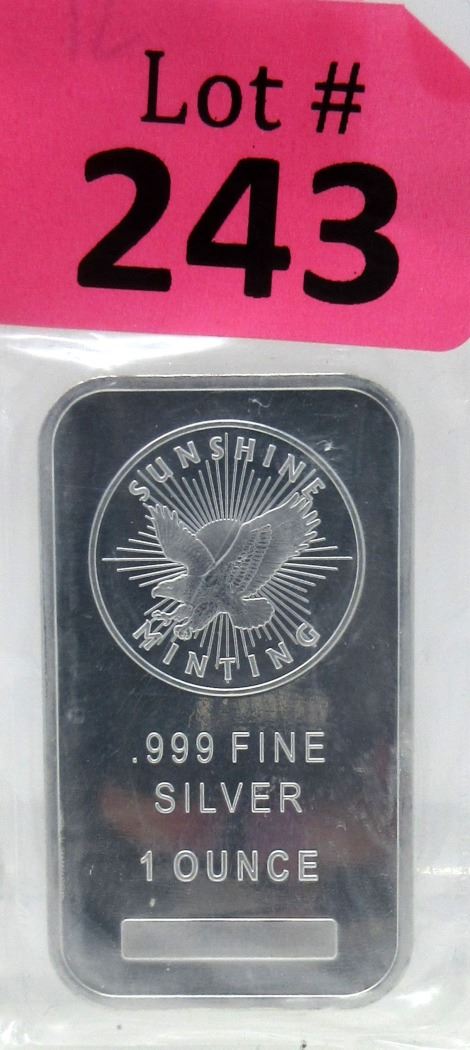 Lot #
243
SUNSHINE
MINTING
.999 FINE
SILVER
1 OUNCE